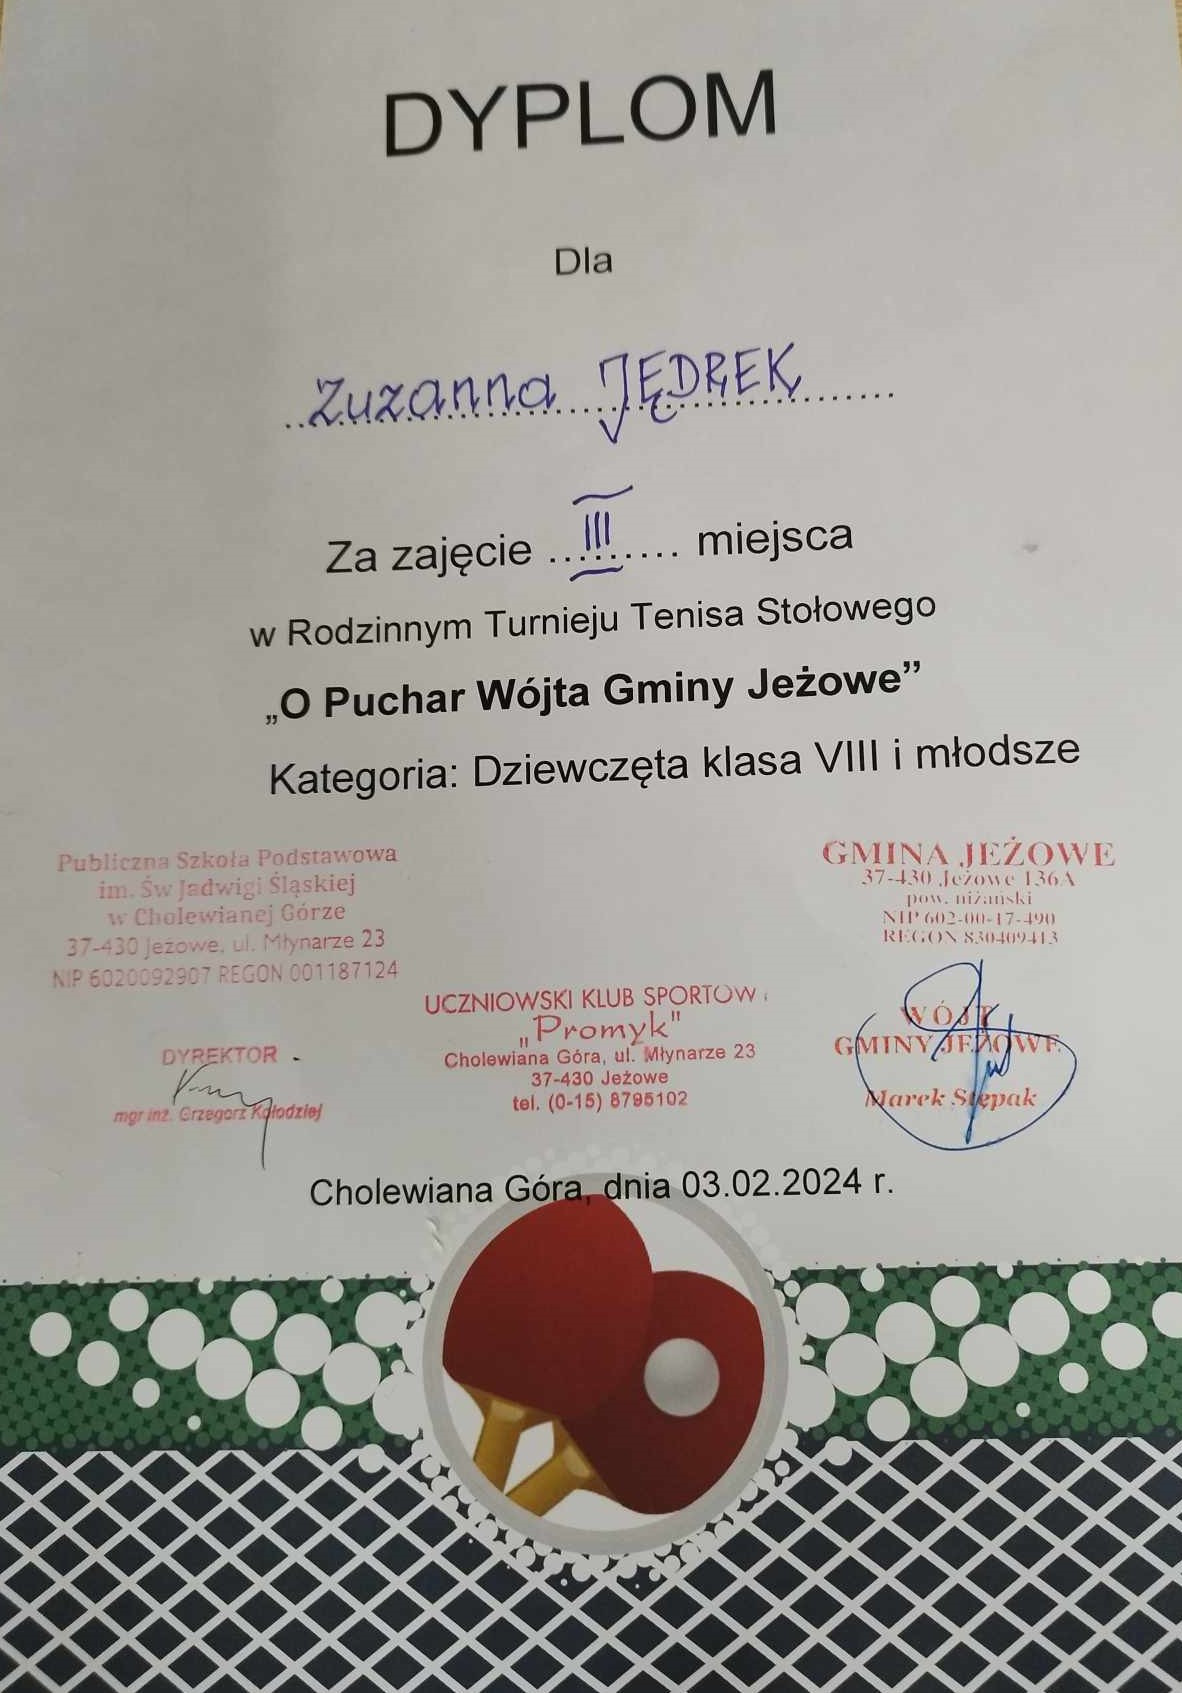 DYPLOM
Dla
Zuzanna JĘDREK
Za zajęcie ... III ... miejsca
w Rodzinnym Turnieju Tenisa Stołowego
„O Puchar Wójta Gminy Jeżowe”
Kategoria: Dziewczęta klasa VIII i młodsze
Publiczna Szkoła Podstawowa
im. Św Jadwigi Śląskiej
w Cholewianej Górze
37-430 Jeżowe, ul. Młynarze 23
NIP 6020092907 REGON 001187124
DYREKTOR
mgr inż. Grzegorz Kołodziej
UCZNIOWSKI KLUB SPORTOW
„Promyk"
Cholewiana Góra, ul. Młynarze 23
37-430 Jeżowe
tel. (0-15) 8795102
GMINA JEŻOWE
37-430 Jeżowe 136A
pow. niżański
NIP 602-00-17-490
REGON 830409413
WÓJT
GMINY JEŻOWE
Marek Stępak
Cholewiana Góra, dnia 03.02.2024 r.